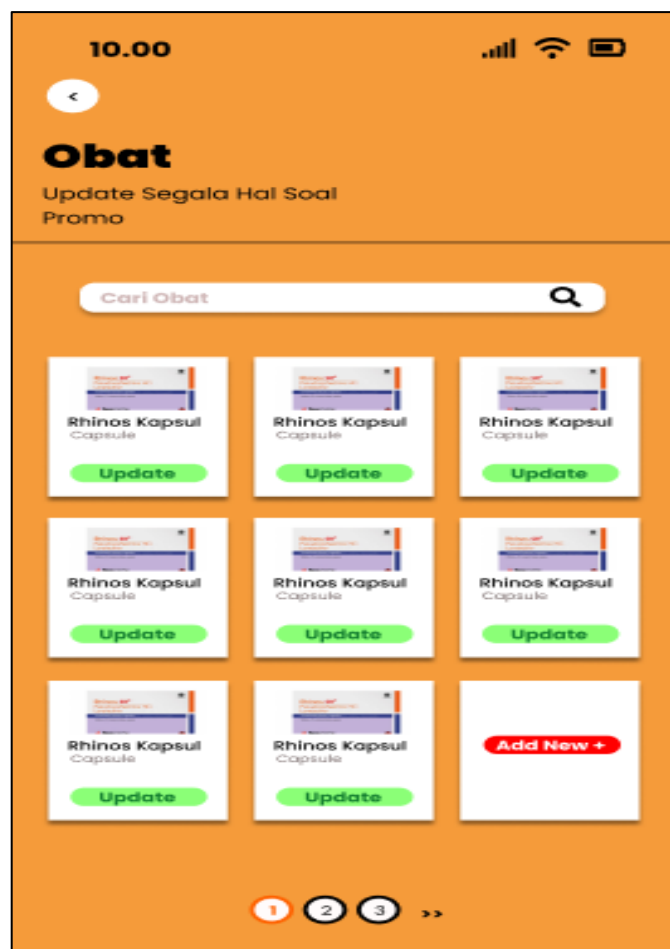 10.00
<
Obat
Update Segala Hal Soal
Promo
Cari Obat
Rhinos Kapsul
Capsule
Update
Rhinos Kapsul
Capsule
Update
Rhinos Kapsul
Capsule
Update
Rhinos Kapsul
Capsule
Update
Rhinos Kapsul
Capsule
Update
Rhinos Kapsul
Capsule
Update
Rhinos Kapsul
Capsule
Update
Rhinos Kapsul
Capsule
Update
Add New +
1 2 3 >>